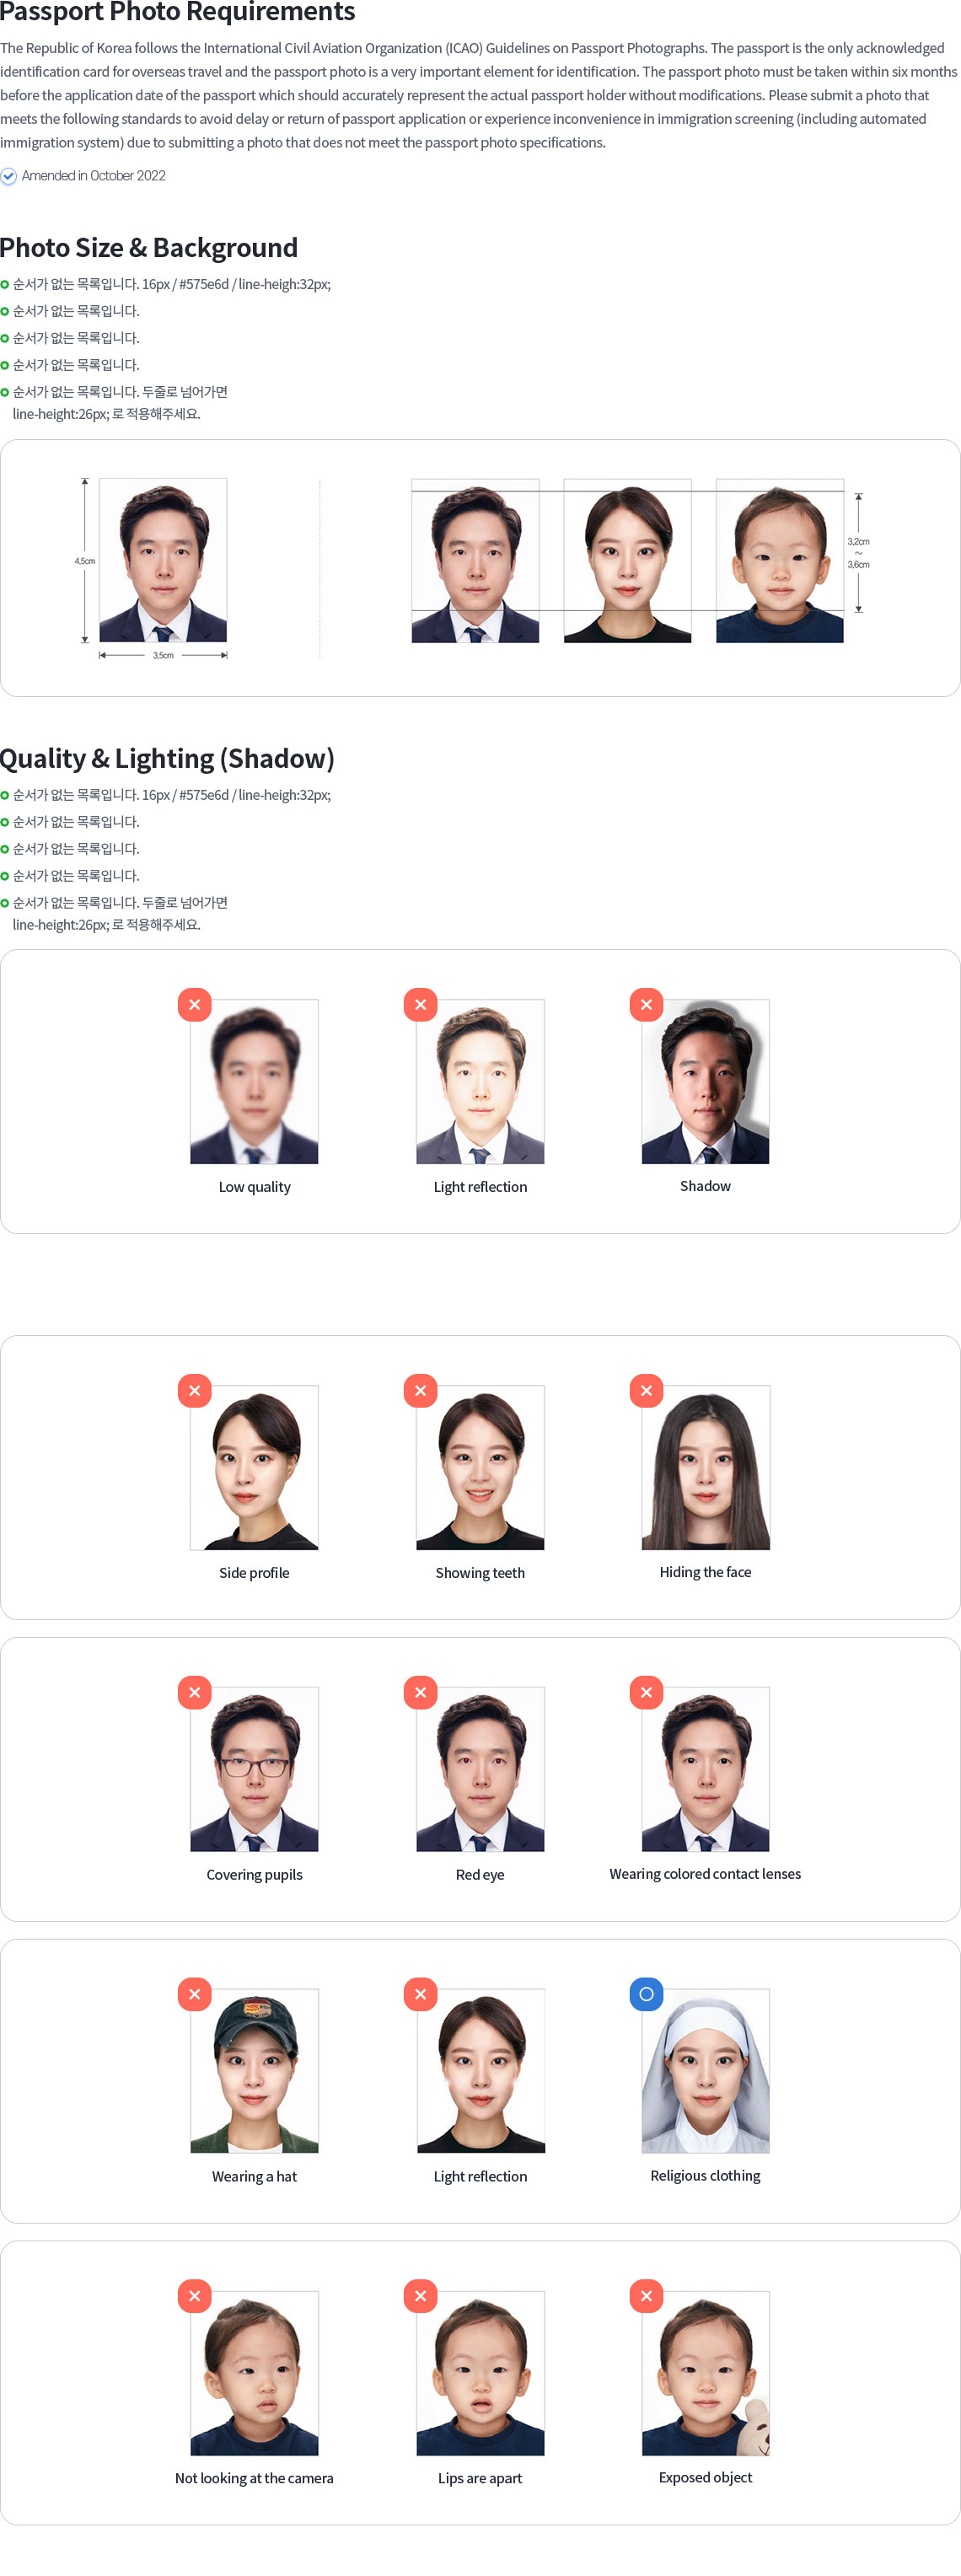 Passport Photo Requirements
The Republic of Korea follows the International Civil Aviation Organization (ICAO) Guidelines on Passport Photographs. The passport is the only acknowledged
identification card for overseas travel and the passport photo is a very important element for identification. The passport photo must be taken within six months
before the application date of the passport which should accurately represent the actual passport holder without modifications. Please submit a photo that
meets the following standards to avoid delay or return of passport application or experience inconvenience in immigration screening (including automated
immigration system) due to submitting a photo that does not meet the passport photo specifications.
Amended in October 2022
Photo Size & Background
순서가 없는 목록입니다. 16px / #575e6d / line-heigh:32px;
순서가 없는 목록입니다.
순서가 없는 목록입니다.
순서가 없는 목록입니다.
순서가 없는 목록입니다. 두줄로 넘어가면
line-height:26px; 로 적용해주세요.
4,5cm
3,5cm
3,2cm
~
3,6cm
Quality & Lighting (Shadow)
순서가 없는 목록입니다. 16px / #575e6d / line-heigh:32px;
순서가 없는 목록입니다.
순서가 없는 목록입니다.
순서가 없는 목록입니다.
순서가 없는 목록입니다. 두줄로 넘어가면
line-height:26px; 로 적용해주세요.
Low quality
Light reflection
Shadow
Side profile
Showing teeth
Hiding the face
Covering pupils
Red eye
Wearing colored contact lenses
Wearing a hat
Light reflection
Religious clothing
Not looking at the camera
Lips are apart
Exposed object